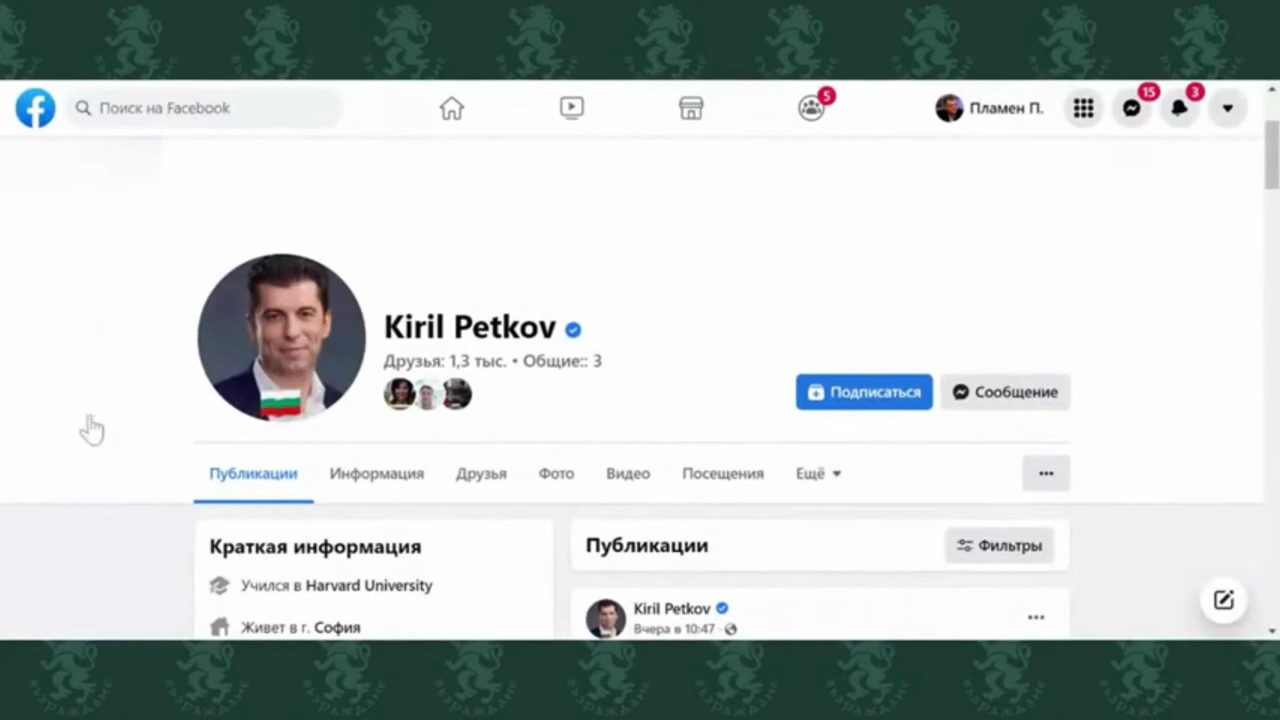 Поиск на Facebook
5
Пламен П.
15
3
Kiril Petkov
Друзья: 1,3 тыс. • Общие:: 3
Подписаться
Сообщение
Публикации
Информация
Друзья
Фото
Видео
Посещения
Ещё
Краткая информация
Учился в Harvard University
Живет в г. София
Публикации
Фильтры
Kiril Petkov
Вчера в 10:47 ·